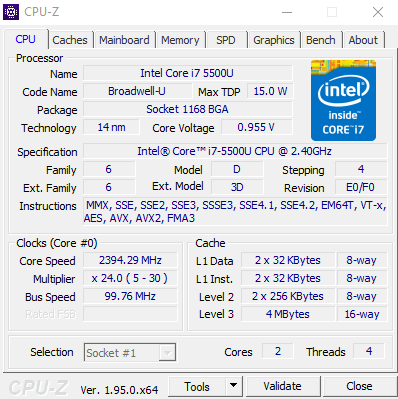 CPU-Z
CPU Caches Mainboard Memory SPD Graphics Bench About
Processor
Name Intel Core i7 5500U
Code Name Broadwell-U Max TDP 15.0 W
Package Socket 1168 BGA
Technology 14 nm Core Voltage 0.955 V
intel
inside™
CORE™ i7
Specification Intel® Core™ i7-5500U CPU @ 2.40GHz
Family 6 Model D Stepping 4
Ext. Family 6 Ext. Model 3D Revision E0/F0
Instructions MMX, SSE, SSE2, SSE3, SSSE3, SSE4.1, SSE4.2, EM64T, VT-x,
AES, AVX, AVX2, FMA3
Clocks (Core #0)
Core Speed 2394.29 MHz
Multiplier x 24.0 ( 5 - 30 )
Bus Speed 99.76 MHz
Rated FSB
Cache
L1 Data 2 x 32 KBytes 8-way
L1 Inst. 2 x 32 KBytes 8-way
Level 2 2 x 256 KBytes 8-way
Level 3 4 MBytes 16-way
Selection Socket #1 Cores 2 Threads 4
CPU-Z Ver. 1.95.0.x64 Tools Validate Close